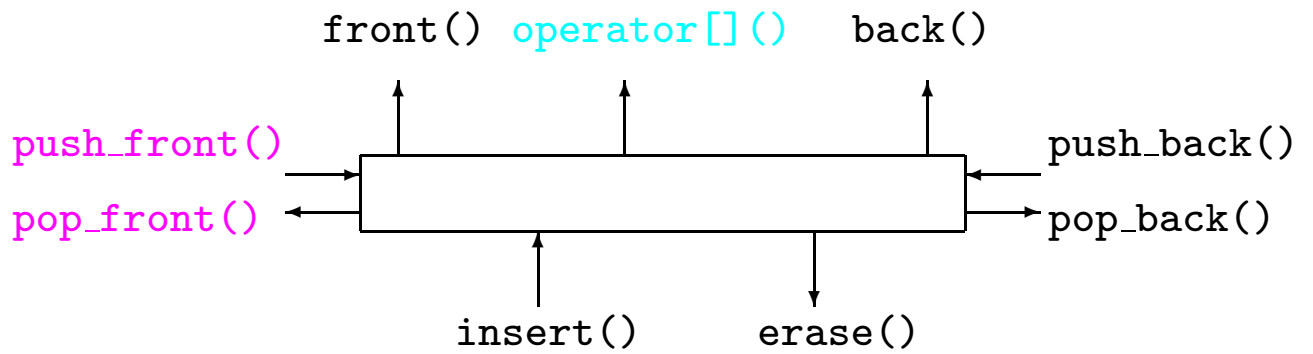 front() operator[]() back()
push_front() push_back()
pop_front() pop_back()
insert() erase()